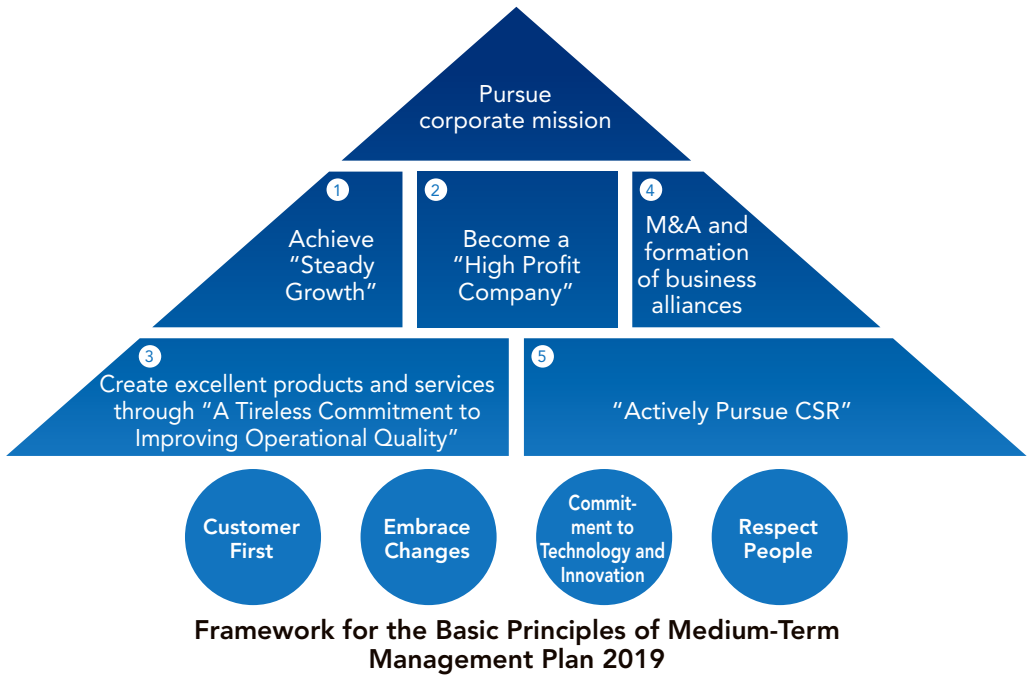 Pursue
corporate mission
1
Achieve
“Steady
Growth”
2
Become a
“High Profit
Company”
4
M&A and
formation
of business
alliances
3
Create excellent products and services
through “A Tireless Commitment to
Improving Operational Quality”
5
“Actively Pursue CSR”
Customer
First
Embrace
Changes
Commit-
ment to
Technology and
Innovation
Respect
People
Framework for the Basic Principles of Medium-Term
Management Plan 2019